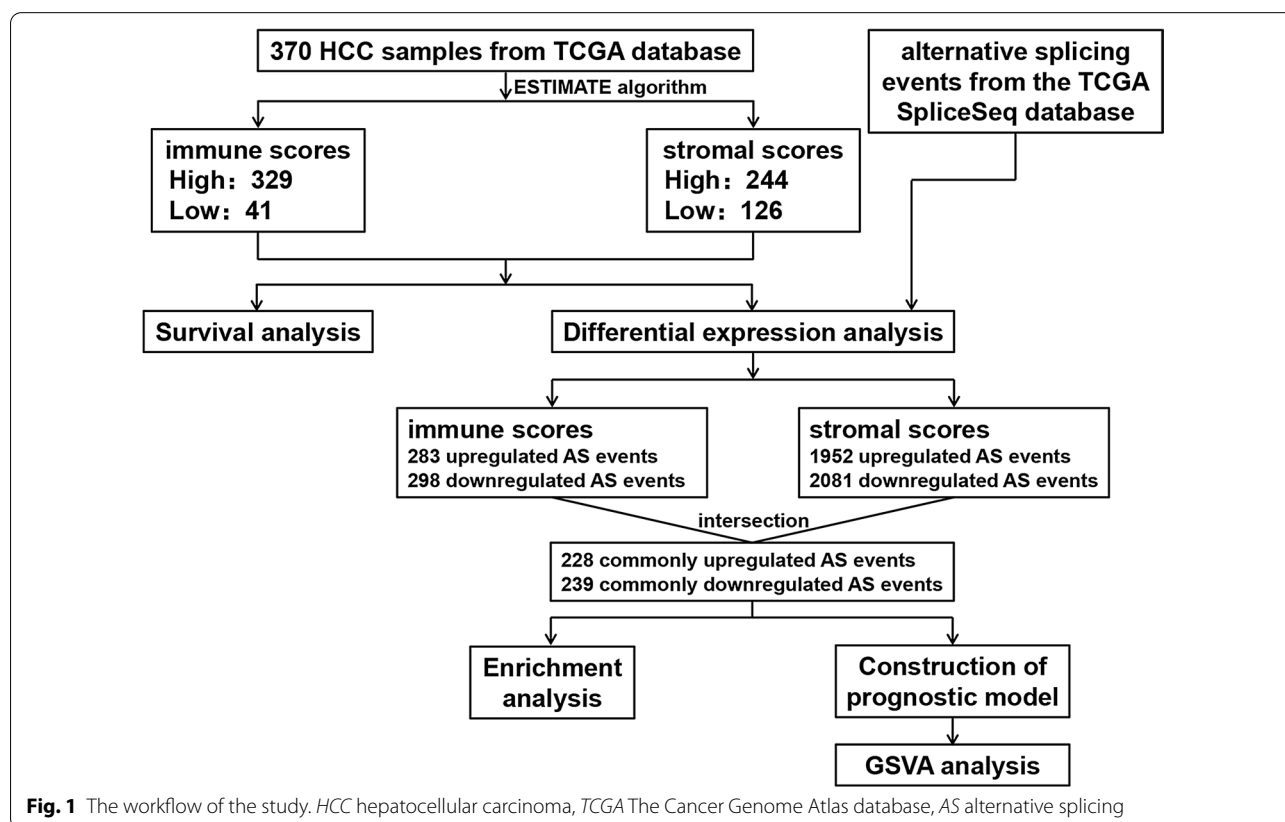 370 HCC samples from TCGA database
alternative splicing
events from the TCGA
SpliceSeq database
ESTIMATE algorithm
immune scores
High：329
Low：41
stromal scores
High：244
Low：126
Survival analysis
Differential expression analysis
immune scores
283 upregulated AS events
298 downregulated AS events
stromal scores
1952 upregulated AS events
2081 downregulated AS events
intersection
228 commonly upregulated AS events
239 commonly downregulated AS events
Enrichment
analysis
Construction of
prognostic model
GSVA analysis
Fig. 1 The workflow of the study. HCC hepatocellular carcinoma, TCGA The Cancer Genome Atlas database, AS alternative splicing